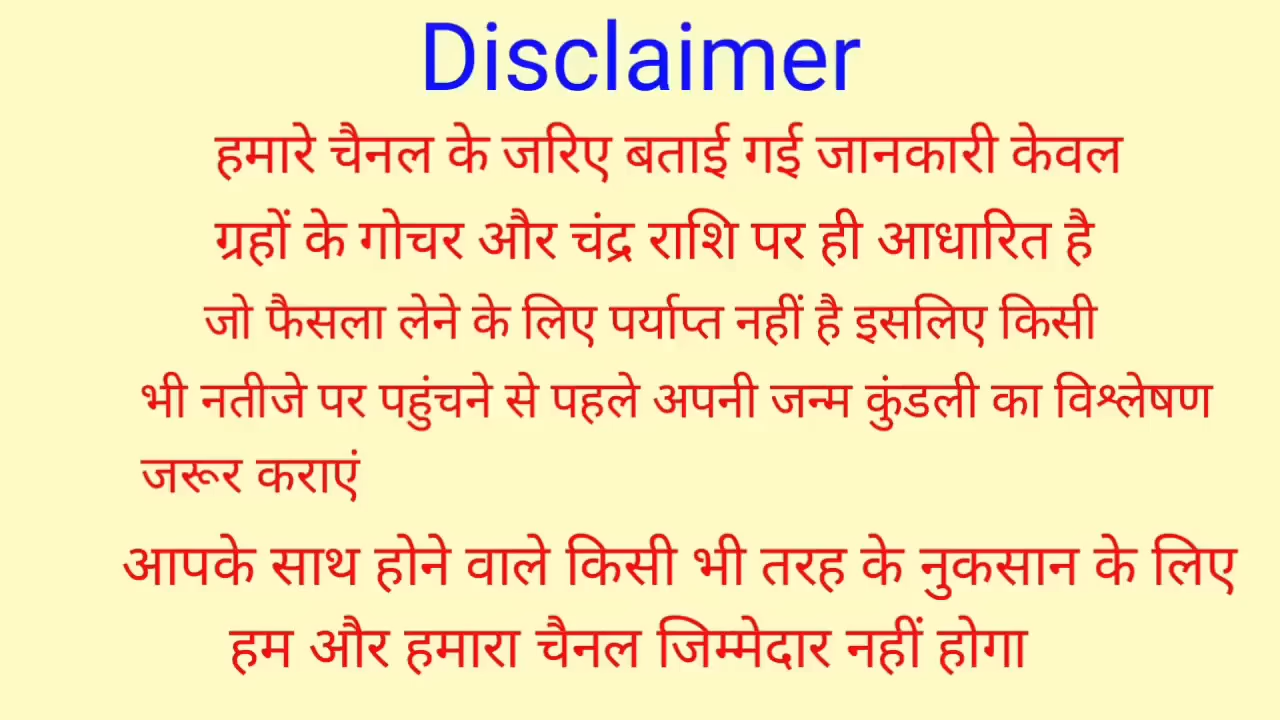 Disclaimer
हमारे चैनल के जरिए बताई गई जानकारी केवल
ग्रहों के गोचर और चंद्र राशि पर ही आधारित है
जो फैसला लेने के लिए पर्याप्त नहीं है इसलिए किसी
भी नतीजे पर पहुंचने से पहले अपनी जन्म कुंडली का विश्लेषण
जरूर कराएं
आपके साथ होने वाले किसी भी तरह के नुकसान के लिए
हम और हमारा चैनल जिम्मेदार नहीं होगा